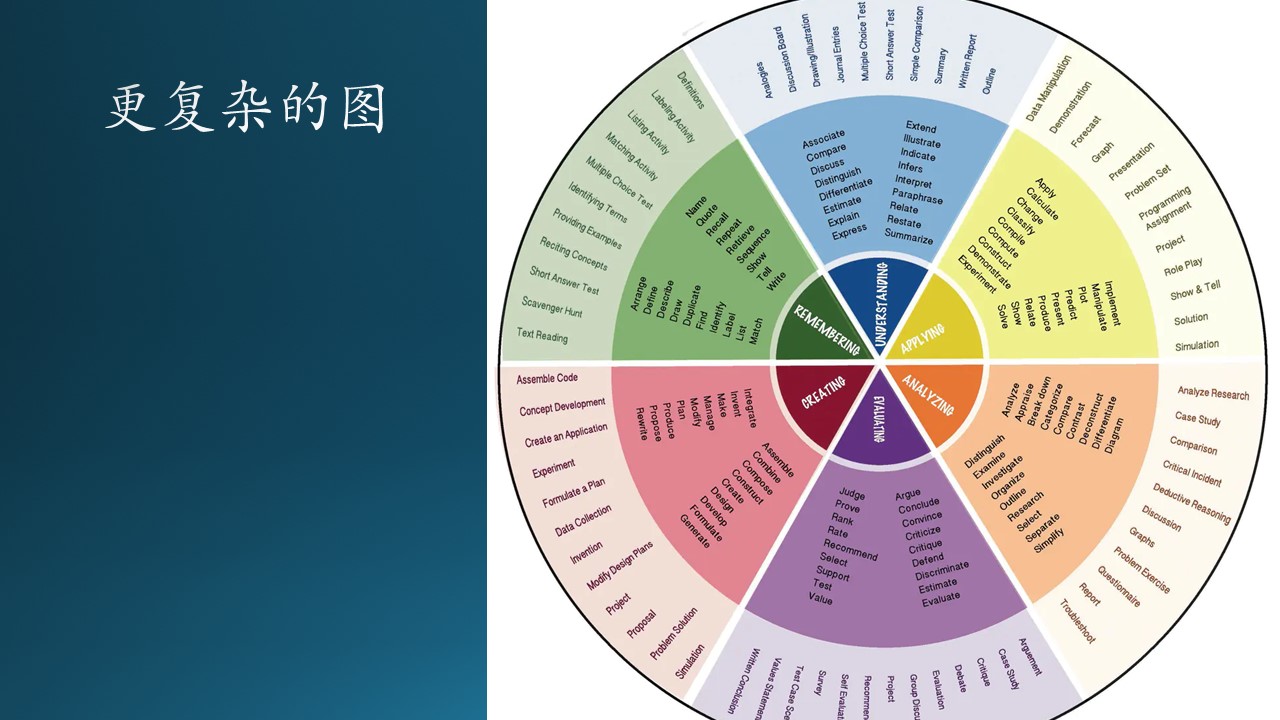 更复杂的图
UNDERSTANDING
Associate
Compare
Discuss
Distinguish
Differentiate
Estimate
Explain
Express
Extend
Illustrate
Indicate
Infers
Interpret
Paraphrase
Relate
Restate
Summarize
Analogies
Discussion Board
Drawing/Illustration
Journal Entries
Multiple Choice Test
Short Answer Test
Simple Comparison
Summary
Written Report
Outline
APPLYING
Apply
Calculate
Change
Classify
Compile
Compute
Construct
Demonstrate
Experiment
Implement
Manipulate
Plot
Predict
Present
Produce
Relate
Show
Solve
Data Manipulation
Demonstration
Forecast
Graph
Presentation
Problem Set
Programming
Assignment
Project
Role Play
Show & Tell
Solution
Simulation
ANALYZING
Analyze
Appraise
Break down
Categorize
Compare
Contrast
Deconstruct
Differentiate
Diagram
Distinguish
Examine
Investigate
Organize
Outline
Research
Select
Separate
Simplify
Analyze Research
Case Study
Comparison
Critical Incident
Deductive Reasoning
Discussion
Graphs
Problem Exercise
Questionnaire
Report
Troubleshoot
EVALUATING
Argue
Conclude
Convince
Criticize
Critique
Defend
Discriminate
Estimate
Evaluate
Judge
Prove
Rank
Rate
Recommend
Select
Support
Test
Value
Arguement
Case Study
Critique
Debate
Evaluation
Group Discu
Project
Recommen
Self Evaluat
Survey
Test Case Sce
Values Statemen
Written Conclusion
CREATING
Assemble
Combine
Compose
Construct
Create
Design
Develop
Formulate
Generate
Integrate
Invent
Make
Manage
Modify
Plan
Produce
Propose
Rewrite
Assemble Code
Concept Development
Create an Application
Experiment
Formulate a Plan
Data Collection
Invention
Modify Design Plans
Project
Proposal
Problem Solution
Simulation
REMEMBERING
Arrange
Define
Describe
Draw
Duplicate
Find
Identify
Label
List
Match
Name
Quote
Recall
Repeat
Retrieve
Sequence
Show
Tell
Write
Definitions
Labeling Activity
Listing Activity
Matching Activity
Multiple Choice Test
Identifying Terms
Providing Examples
Reciting Concepts
Short Answer Test
Scavenger Hunt
Text Reading